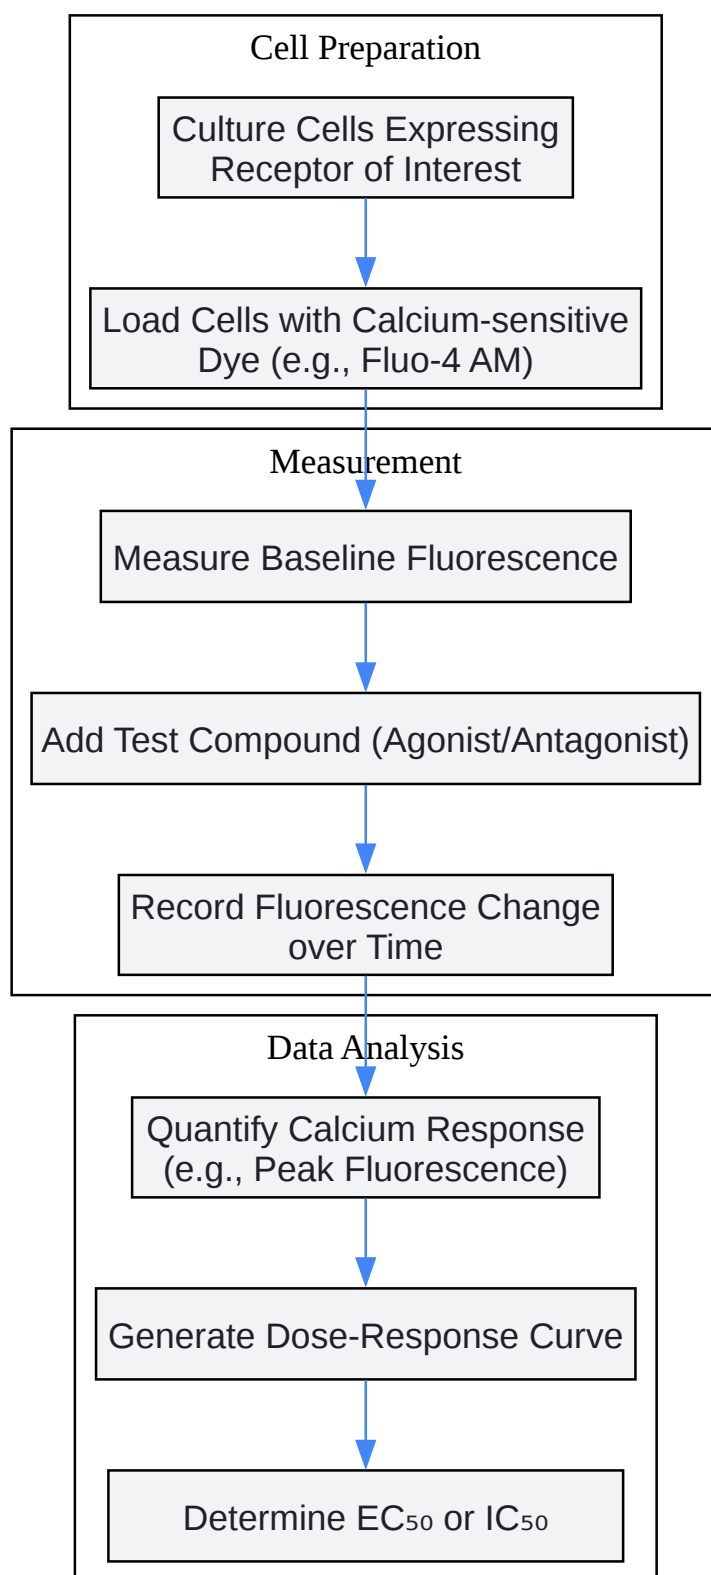 Cell Preparation
Culture Cells Expressing
Receptor of Interest
Load Cells with Calcium-sensitive
Dye (e.g., Fluo-4 AM)
Measurement
Measure Baseline Fluorescence
Add Test Compound (Agonist/Antagonist)
Record Fluorescence Change
over Time
Data Analysis
Quantify Calcium Response
(e.g., Peak Fluorescence)
Generate Dose-Response Curve
Determine EC₅₀ or IC₅₀